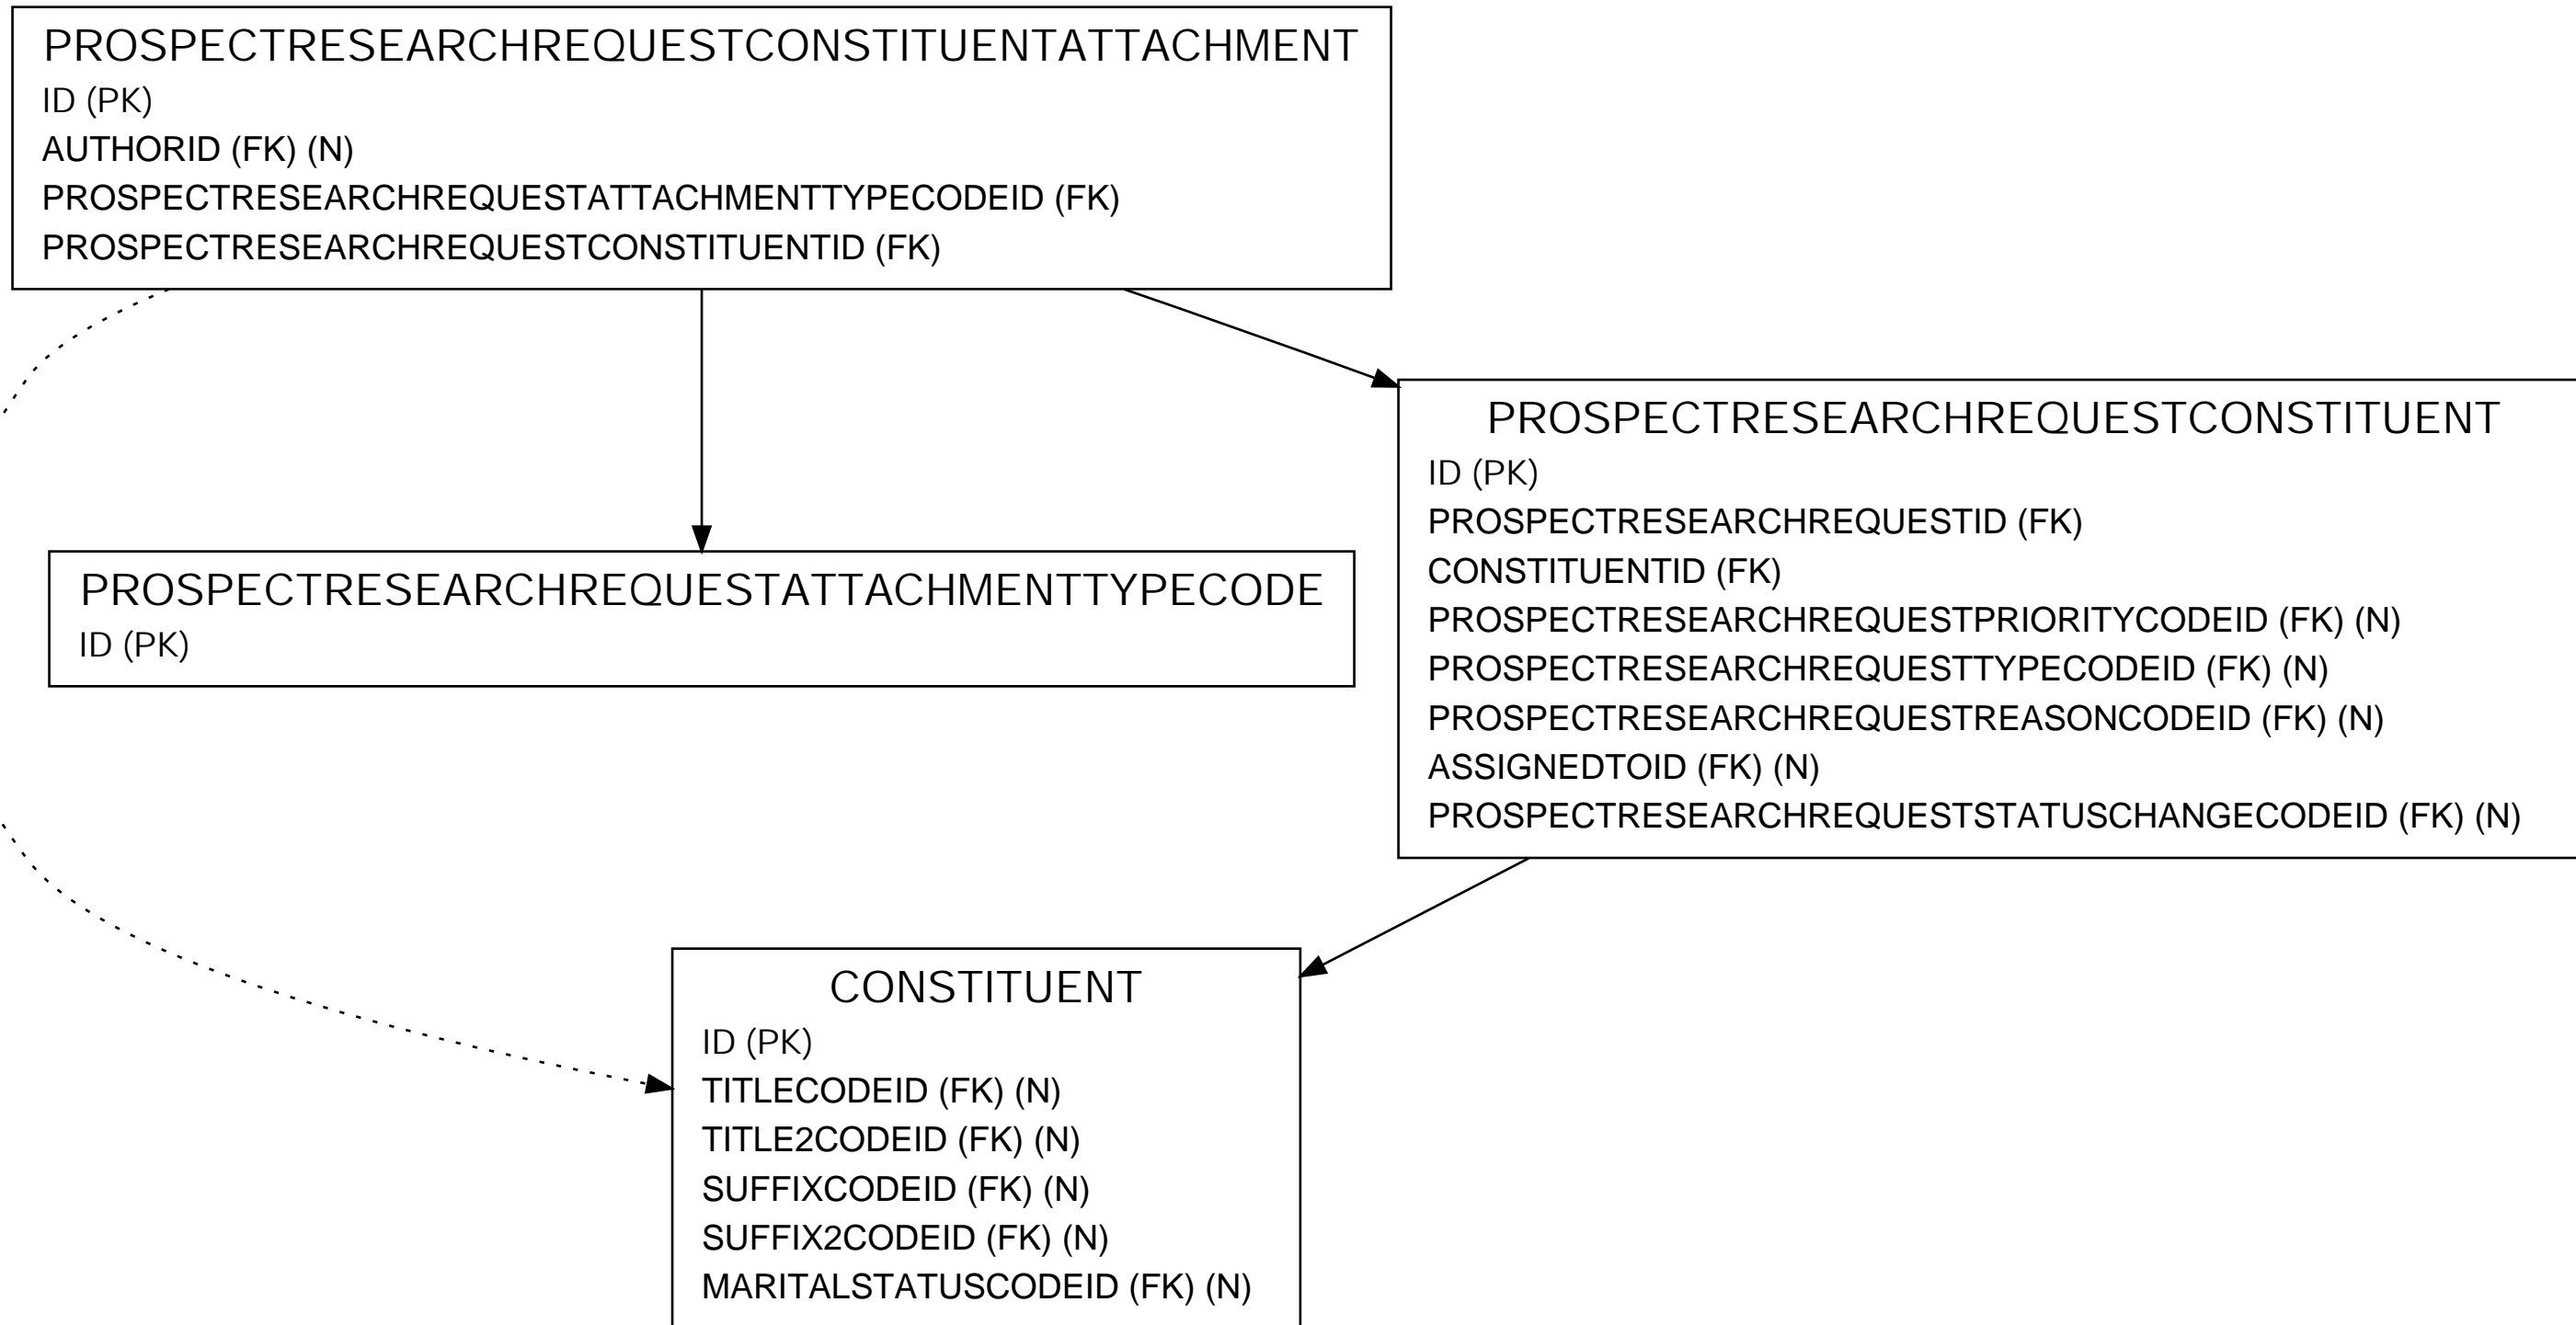 PROSPECTRESEARCHREQUESTCONSTITUENTATTACHMENT
ID (PK)
AUTHORID (FK) (N)
PROSPECTRESEARCHREQUESTATTACHMENTTYPECODEID (FK)
PROSPECTRESEARCHREQUESTCONSTITUENTID (FK)
PROSPECTRESEARCHREQUESTCONSTITUENT
ID (PK)
PROSPECTRESEARCHREQUESTID (FK)
CONSTITUENTID (FK)
PROSPECTRESEARCHREQUESTPRIORITYCODEID (FK) (N)
PROSPECTRESEARCHREQUESTTYPECODEID (FK) (N)
PROSPECTRESEARCHREQUESTREASONCODEID (FK) (N)
ASSIGNEDTOID (FK) (N)
PROSPECTRESEARCHREQUESTSTATUSCHANGECODEID (FK) (N)
PROSPECTRESEARCHREQUESTATTACHMENTTYPECODE
ID (PK)
CONSTITUENT
ID (PK)
TITLECODEID (FK) (N)
TITLE2CODEID (FK) (N)
SUFFIXCODEID (FK) (N)
SUFFIX2CODEID (FK) (N)
MARITALSTATUSCODEID (FK) (N)